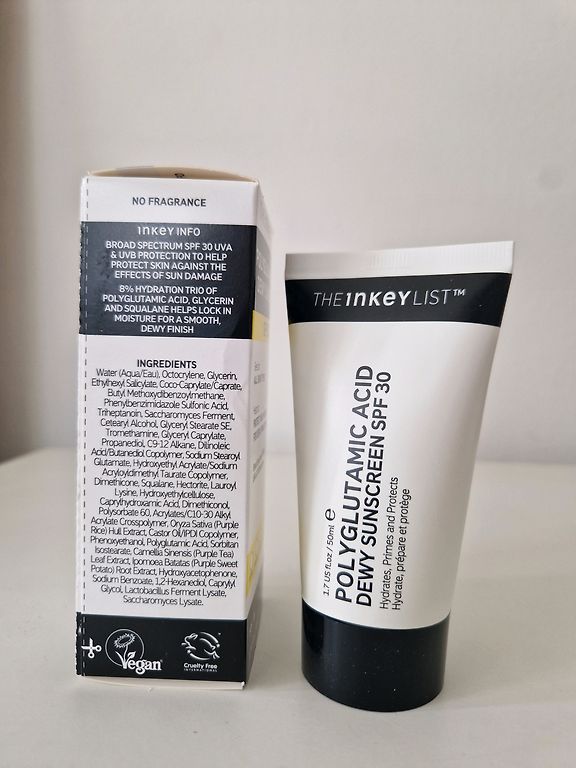 NO FRAGRANCE
INKEY INFO
BROAD SPECTRUM SPF 30 UVA
& UVB PROTECTION TO HELP
PROTECT SKIN AGAINST THE
EFFECTS OF SUN DAMAGE
8% HYDRATION TRIO OF
POLYGLUTAMIC ACID, GLYCERIN
AND SQUALANE HELPS LOCK IN
MOISTURE FOR A SMOOTH,
DEWY FINISH
INGREDIENTS
Water (Aqua/Eau), Octocrylene, Glycerin,
Ethylhexyl Salicylate, Coco-Caprylate/Caprate,
Butyl Methoxydibenzoylmethane,
Phenylbenzimidazole Sulfonic Acid,
Triheptanoin, Saccharomyces Ferment,
Cetearyl Alcohol, Glyceryl Stearate SE,
Tromethamine, Glyceryl Caprylate,
Propanediol, C9-12 Alkane, Dilinoleic
Acid/Butanediol Copolymer, Sodium Stearoyl
Glutamate, Hydroxyethyl Acrylate/Sodium
Acryloyldimethyl Taurate Copolymer,
Dimethicone, Squalane, Hectorite, Lauroyl
Lysine, Hydroxyethylcellulose,
Caprylhydroxamic Acid, Dimethiconol,
Polysorbate 60, Acrylates/C10-30 Alkyl
Acrylate Crosspolymer, Oryza Sativa (Purple
Rice) Hull Extract, Castor Oil/IPDI Copolymer,
Phenoxyethanol, Polyglutamic Acid, Sorbitan
Isostearate, Camellia Sinensis (Purple Tea)
Leaf Extract, Ipomoea Batatas (Purple Sweet
Potato) Root Extract, Hydroxyacetophenone,
Sodium Benzoate, 1,2-Hexanediol, Caprylyl
Glycol, Lactobacillus Ferment Lysate,
Saccharomyces Lysate.
Vegan
Cruelty Free
INTERNATIONAL
THE INKEY LIST™
POLYGLUTAMIC ACID
DEWY SUNSCREEN SPF 30
Hydrates, Primes and Protects
Hydrate, prépare et protège
1.7 US fl.oz / 50ml ℮